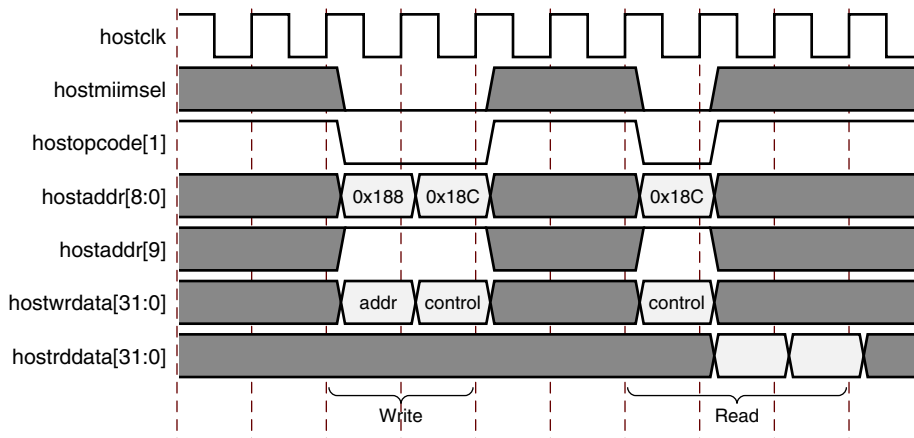 hostclk
hostmiimsel
hostopcode[1]
hostaddr[8:0] 0x188 0x18C 0x18C
hostaddr[9]
hostwrdata[31:0] addr control control
hostrddata[31:0]
Write Read